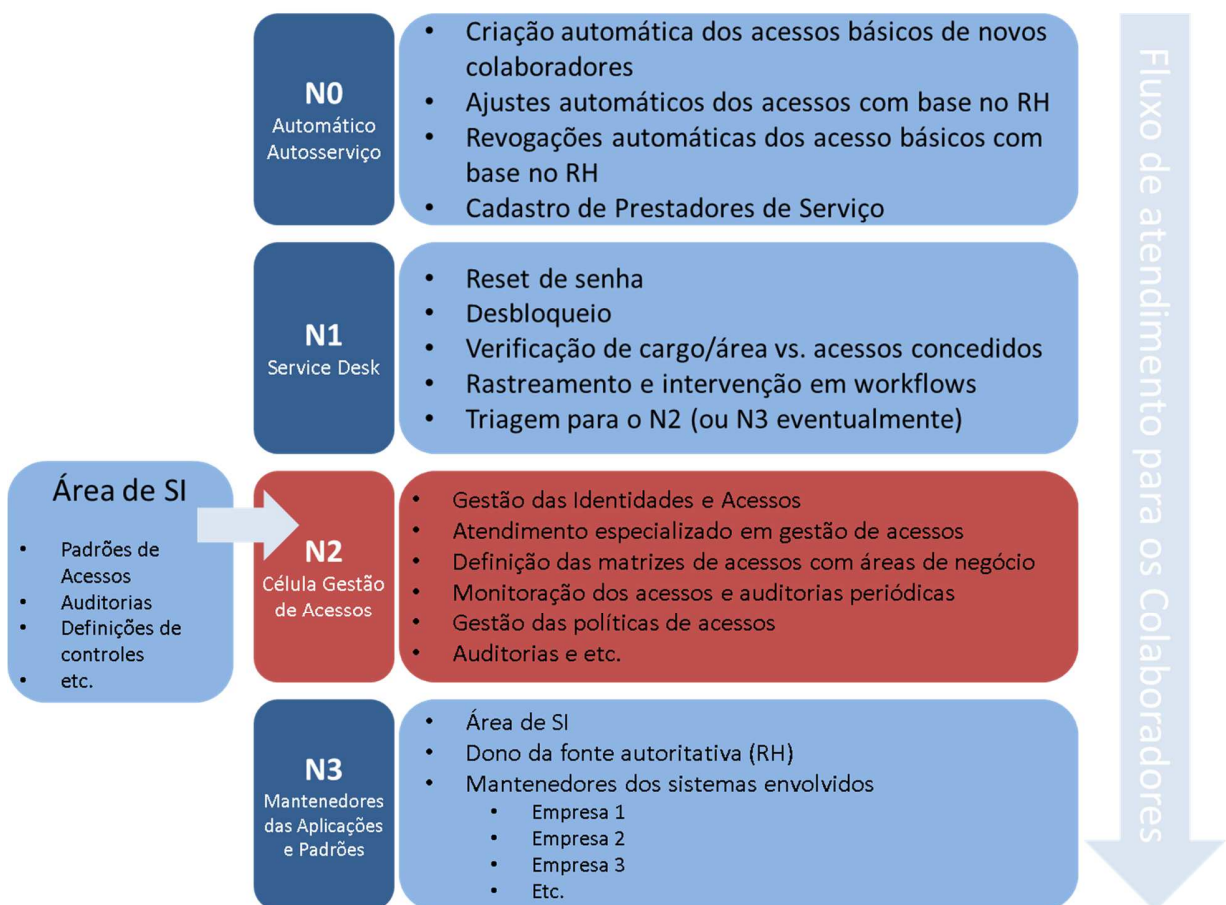 N0
Automático
Autosserviço
• Criação automática dos acessos básicos de novos
colaboradores
• Ajustes automáticos dos acessos com base no RH
• Revogações automáticas dos acesso básicos com
base no RH
• Cadastro de Prestadores de Serviço
N1
Service Desk
• Reset de senha
• Desbloqueio
• Verificação de cargo/área vs. acessos concedidos
• Rastreamento e intervenção em workflows
• Triagem para o N2 (ou N3 eventualmente)
Área de SI
• Padrões de
Acessos
• Auditorias
• Definições de
controles
• etc.
N2
Célula Gestão
de Acessos
• Gestão das Identidades e Acessos
• Atendimento especializado em gestão de acessos
• Definição das matrizes de acessos com áreas de negócio
• Monitoração dos acessos e auditorias periódicas
• Gestão das políticas de acessos
• Auditorias e etc.
N3
Mantenedores
das Aplicações
e Padrões
• Área de SI
• Dono da fonte autoritativa (RH)
• Mantenedores dos sistemas envolvidos
• Empresa 1
• Empresa 2
• Empresa 3
• Etc.
Fluxo de atendimento para os Colaboradores